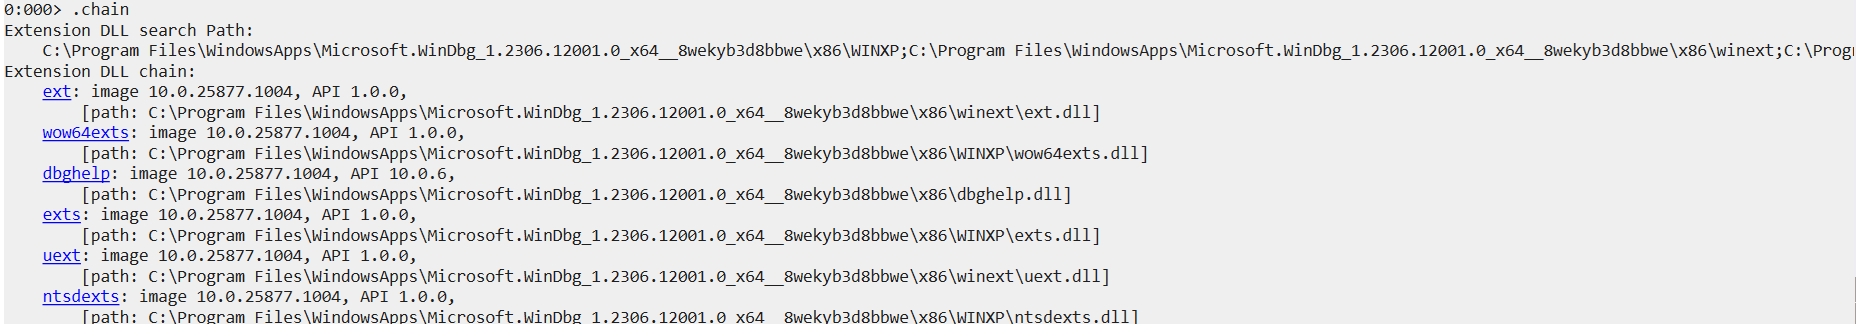 0:000> .chain
Extension DLL search Path:
    C:\Program Files\WindowsApps\Microsoft.WinDbg_1.2306.12001.0_x64__8wekyb3d8bbwe\x86\WINXP;C:\Program Files\WindowsApps\Microsoft.WinDbg_1.2306.12001.0_x64__8wekyb3d8bbwe\x86\winext;C:\Progr
Extension DLL chain:
    ext: image 10.0.25877.1004, API 1.0.0,
        [path: C:\Program Files\WindowsApps\Microsoft.WinDbg_1.2306.12001.0_x64__8wekyb3d8bbwe\x86\winext\ext.dll]
    wow64exts: image 10.0.25877.1004, API 1.0.0,
        [path: C:\Program Files\WindowsApps\Microsoft.WinDbg_1.2306.12001.0_x64__8wekyb3d8bbwe\x86\WINXP\wow64exts.dll]
    dbghelp: image 10.0.25877.1004, API 10.0.6,
        [path: C:\Program Files\WindowsApps\Microsoft.WinDbg_1.2306.12001.0_x64__8wekyb3d8bbwe\x86\dbghelp.dll]
    exts: image 10.0.25877.1004, API 1.0.0,
        [path: C:\Program Files\WindowsApps\Microsoft.WinDbg_1.2306.12001.0_x64__8wekyb3d8bbwe\x86\WINXP\exts.dll]
    uext: image 10.0.25877.1004, API 1.0.0,
        [path: C:\Program Files\WindowsApps\Microsoft.WinDbg_1.2306.12001.0_x64__8wekyb3d8bbwe\x86\winext\uext.dll]
    ntsdexts: image 10.0.25877.1004, API 1.0.0,
        [path: C:\Program Files\WindowsApps\Microsoft.WinDbg_1.2306.12001.0_x64__8wekyb3d8bbwe\x86\WINXP\ntsdexts.dll]